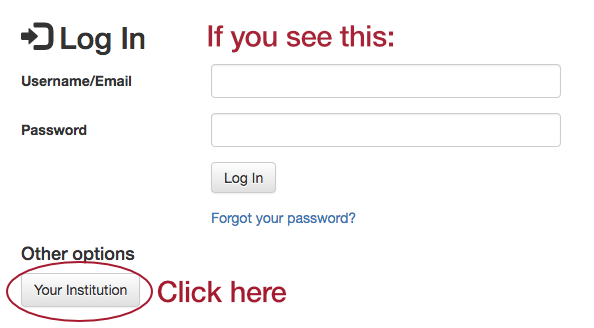 Log In If you see this:
Username/Email
Password
Log In
Forgot your password?
Other options
Your Institution Click here